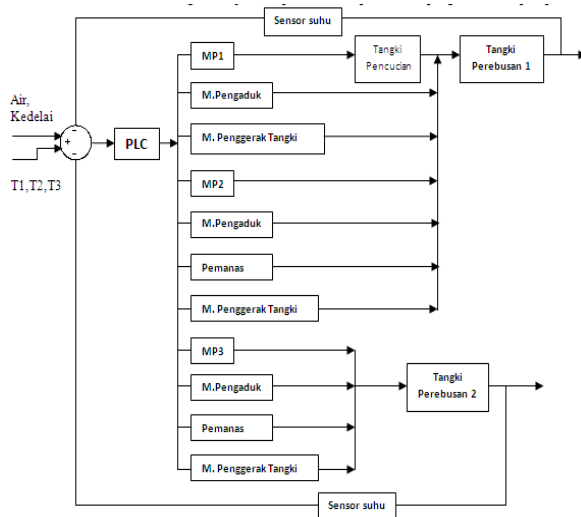 Sensor suhu
MP1
Tangki
Pencucian
Tangki
Perebusan 1
M.Pengaduk
Air,
Kedelai
M. Penggerak Tangki
PLC
T1,T2,T3
MP2
M.Pengaduk
Pemanas
M. Penggerak Tangki
MP3
Tangki
Perebusan 2
M.Pengaduk
Pemanas
M. Penggerak Tangki
Sensor suhu